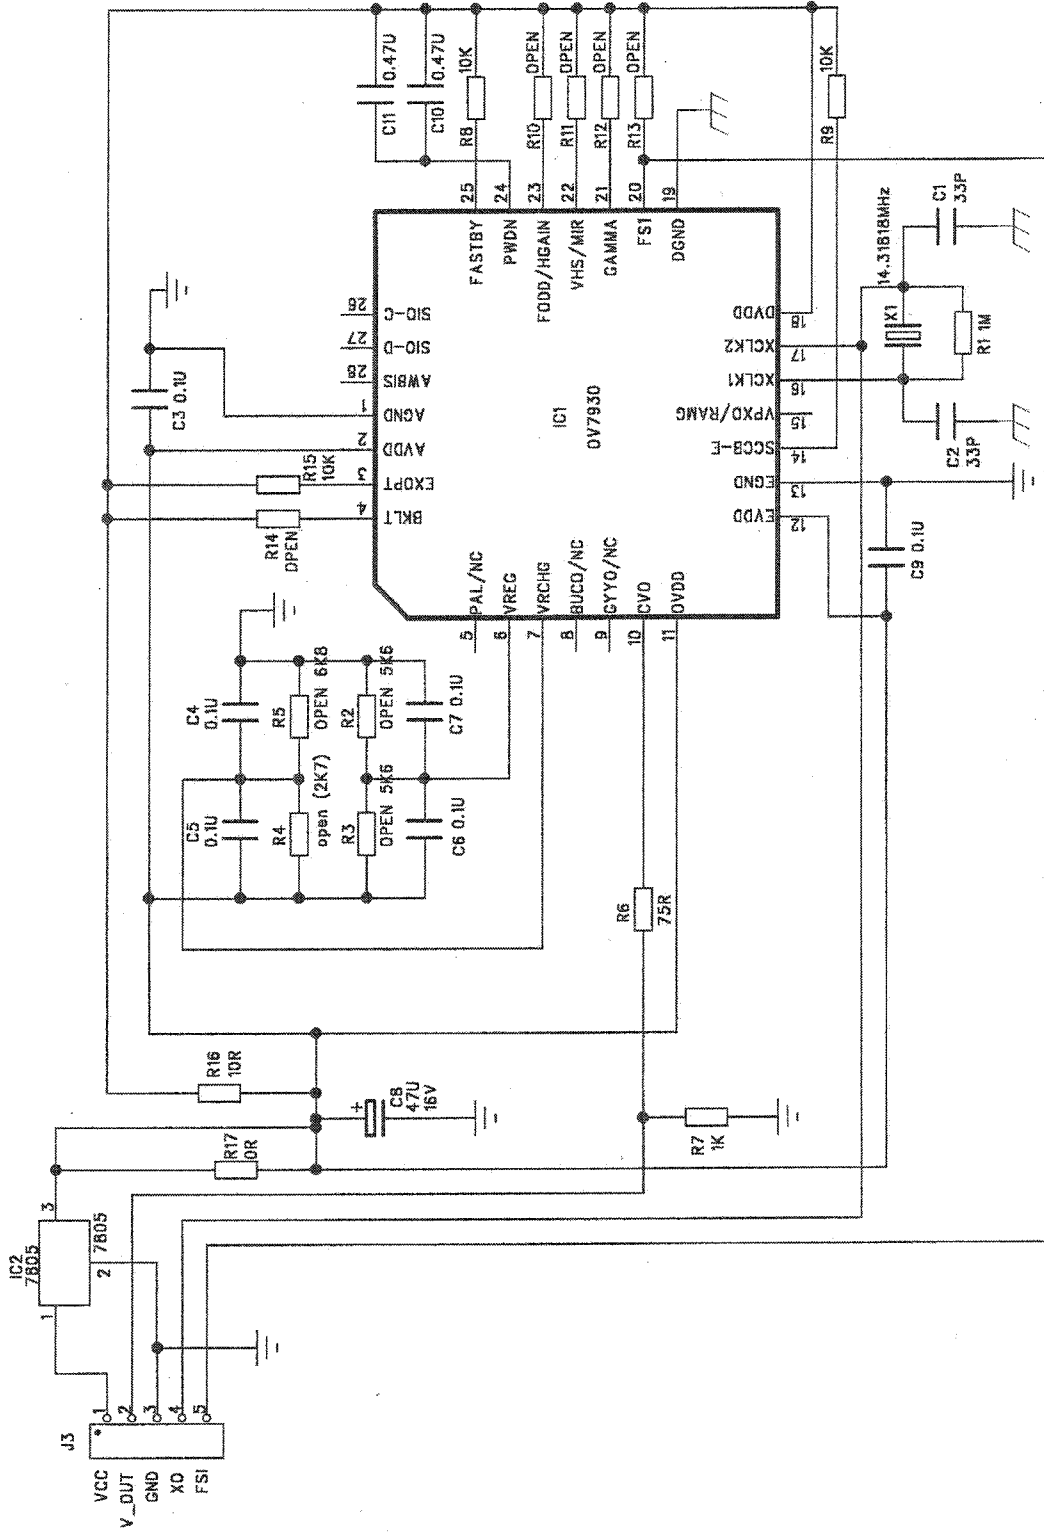 C11 0.47U
C10 0.47U
R8 10K
R10 OPEN
R11 OPEN
R12 OPEN
R13 OPEN
R9 10K
25 FASTBY
24 PWDN
23 FODD/HGAIN
22 VHS/MIR
21 GAMMA
20 FSI
19 DGND
26 SIO-C
27 SIO-D
28 AWBIS
1 AGND
2 AVDD
3 EXOPT
4 BKLT
IC1
OV7930
18 DVDD
17 XCLK2
16 XCLK1
15 VPXO/RAMG
14 SCCB-E
13 EGND
12 EVDD
5 PAL/NC
6 VREG
7 VRCHG
8 BUCO/NC
9 GYYO/NC
10 CVO
11 OVDD
C3 0.1U
R15
10K
R14
OPEN
14.31818MHz
X1
R1 1M
C1
33P
C2
33P
C9 0.1U
C4
0.1U
R5
OPEN 6K8
R2
OPEN 5K6
C7 0.1U
C5
0.1U
R4
open (2K7)
R3
OPEN 5K6
C6 0.1U
R6
75R
R16
10R
C8
47U
16V
+
R17
0R
R7
1K
IC2
7805
7805
1
2
3
J3
*
VCC 1
V_OUT 2
GND 3
XO 4
FSI 5